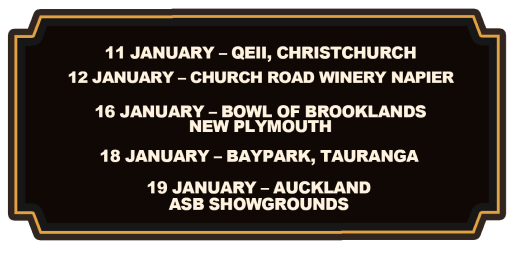 11 JANUARY – QEII, CHRISTCHURCH
12 JANUARY – CHURCH ROAD WINERY NAPIER
16 JANUARY – BOWL OF BROOKLANDS
NEW PLYMOUTH
18 JANUARY – BAYPARK, TAURANGA
19 JANUARY – AUCKLAND
ASB SHOWGROUNDS